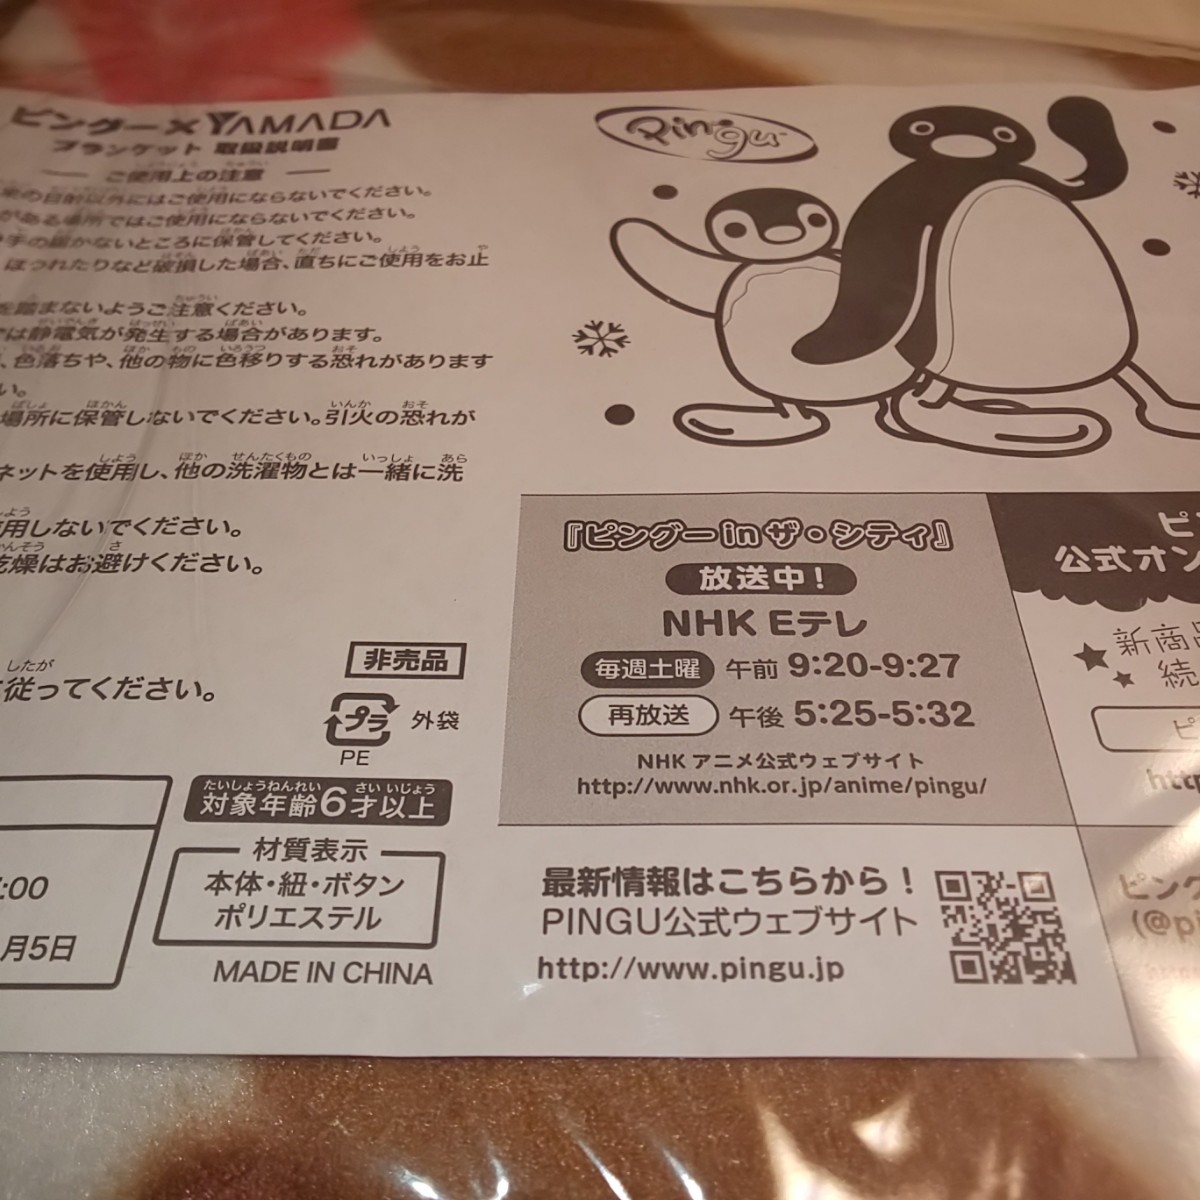 ピングー×YAMADA
ブランケット 取扱説明書
ご使用上の注意
の目的以外にはご使用にならないでください。
がある場所ではご使用にならないでください。
手の届かないところに保管してください。
ほつれたりなど破損した場合、直ちにご使用をお止
を踏まないようご注意ください。
は静電気が発生する場合があります。
、色落ちや、他の物に色移りする恐れがあります
い。
場所に保管しないでください。引火の恐れが
ネットを使用し、他の洗濯物とは一緒に洗
用しないでください。
乾燥はお避けください。
従ってください。
非売品
プラ 外袋
PE
対象年齢6才以上
材質表示
本体・紐・ボタン
ポリエステル
MADE IN CHINA
:00
月5日
Pingu
『ピングー in ザ・シティ』
放送中!
NHK Eテレ
毎週土曜 午前 9:20-9:27
再放送 午後 5:25-5:32
NHK アニメ公式ウェブサイト
http://www.nhk.or.jp/anime/pingu/
最新情報はこちらから!
PINGU公式ウェブサイト
http://www.pingu.jp
ピ
公式オン
新商品
続
ピ
http
ピング
(@pi